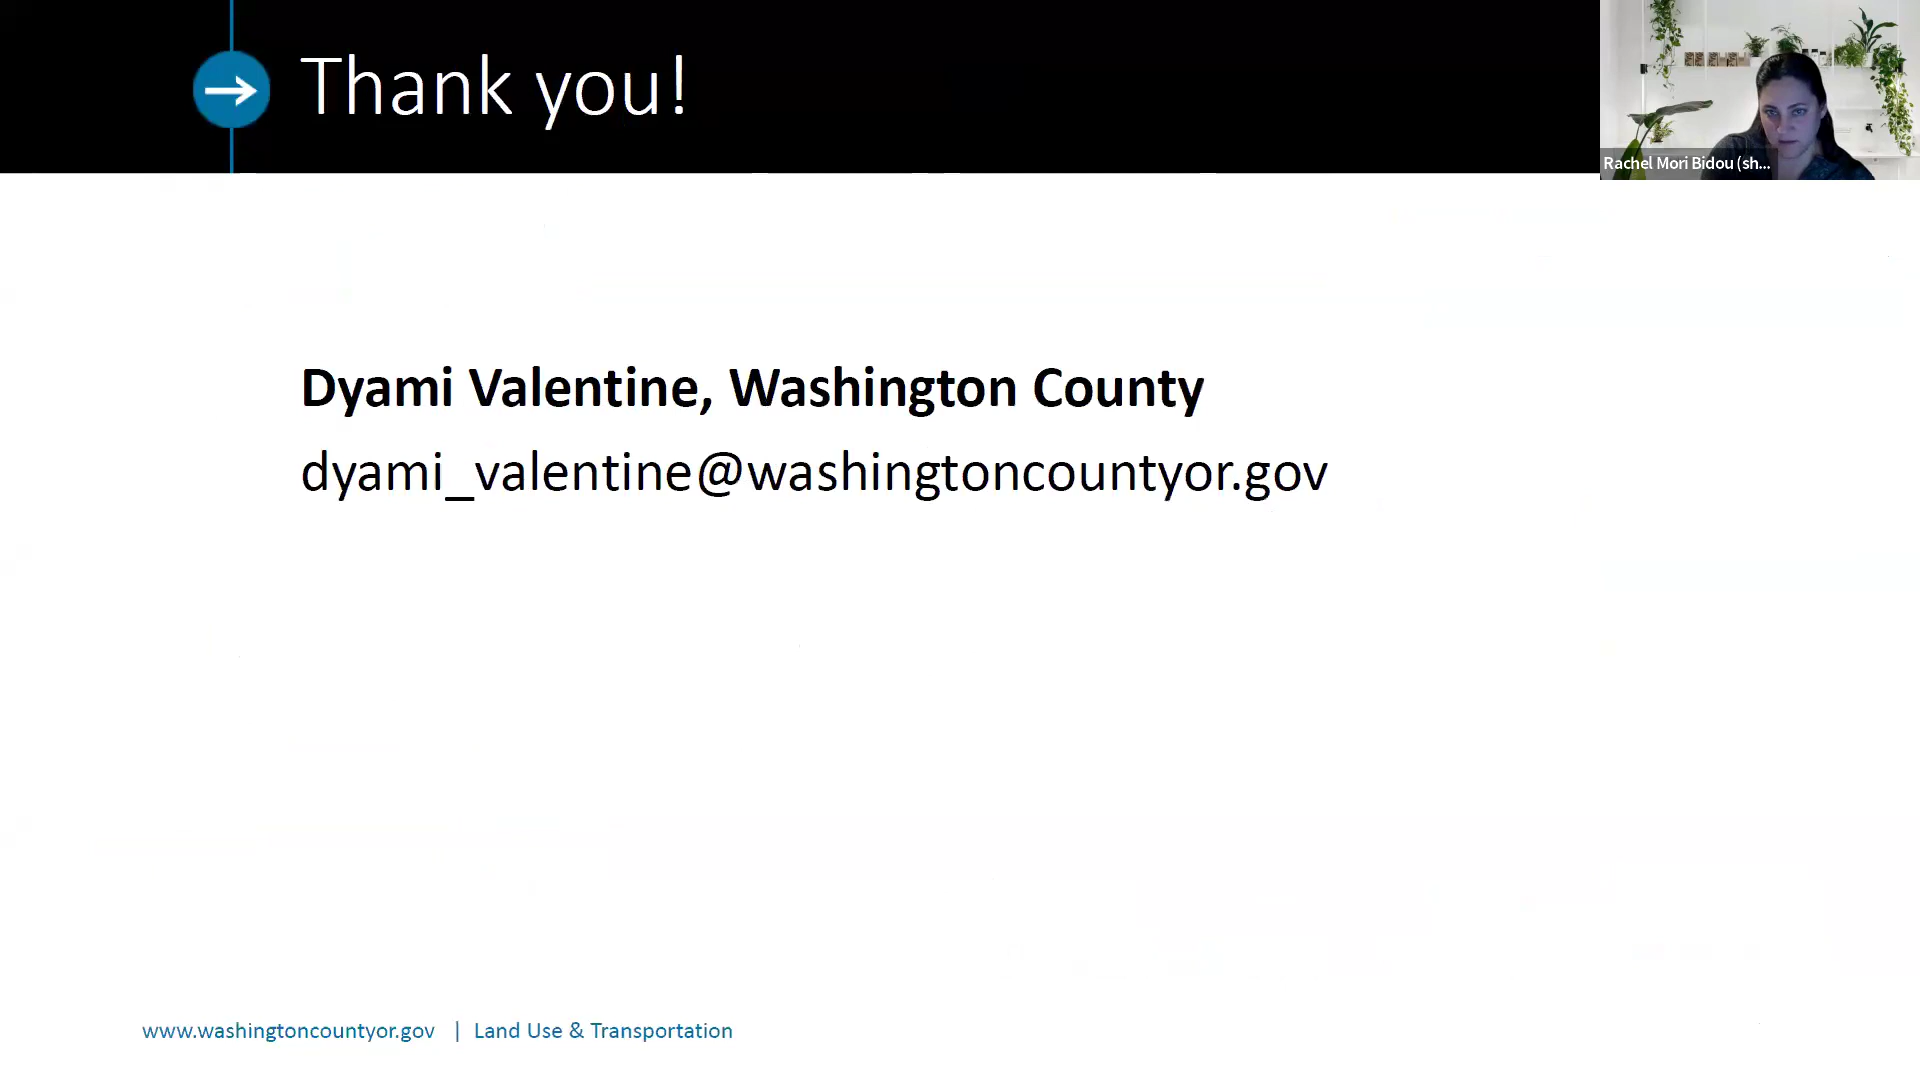 Thank you!
Rachel Mori Bidou (sh...
Dyami Valentine, Washington County
dyami_valentine@washingtoncountyor.gov
www.washingtoncountyor.gov | Land Use & Transportation